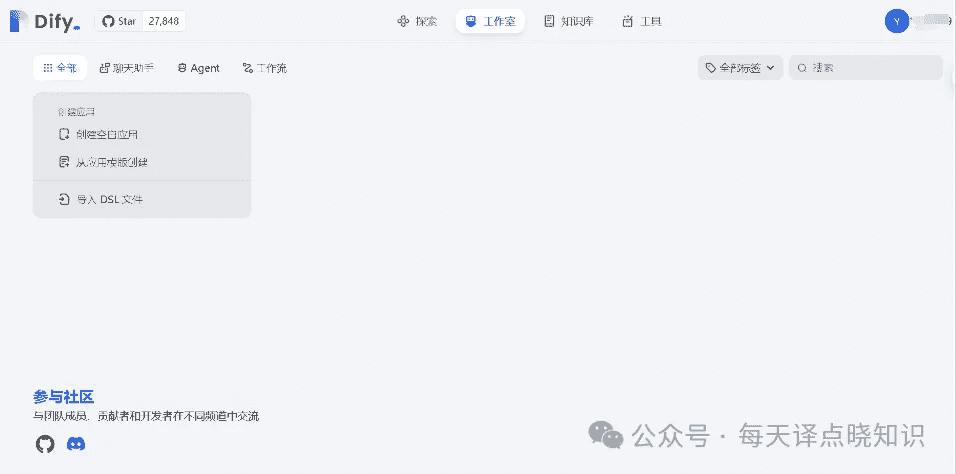 Dify. Star 27,848 探索 工作室 知识库 工具 Y
全部 聊天助手 Agent 工作流 全部标签 搜索
创建应用
创建空白应用
从应用模版创建
导入 DSL 文件
参与社区
与团队成员、贡献者和开发者在不同频道中交流
公众号 · 每天译点晓知识